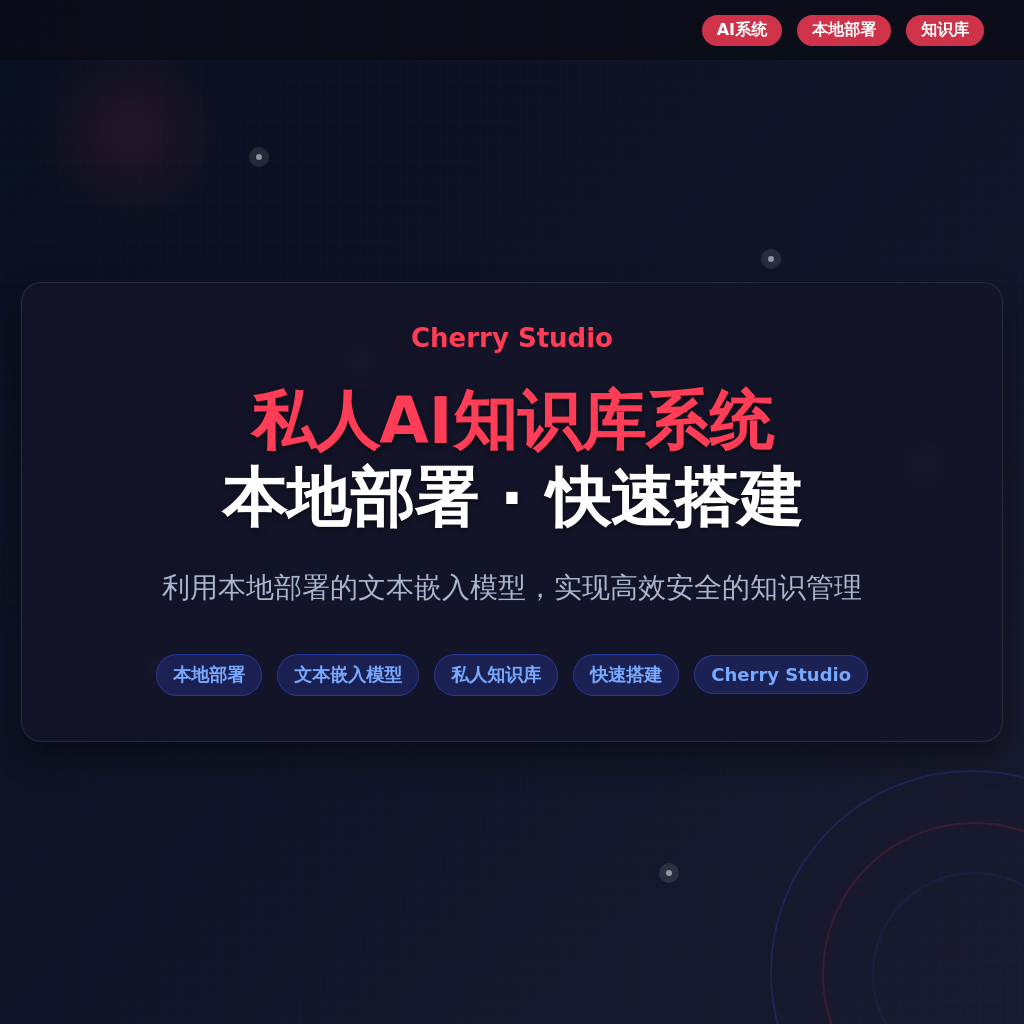 AI系统 本地部署 知识库
Cherry Studio
私人AI知识库系统
本地部署 · 快速搭建
利用本地部署的文本嵌入模型，实现高效安全的知识管理
本地部署 文本嵌入模型 私人知识库 快速搭建 Cherry Studio